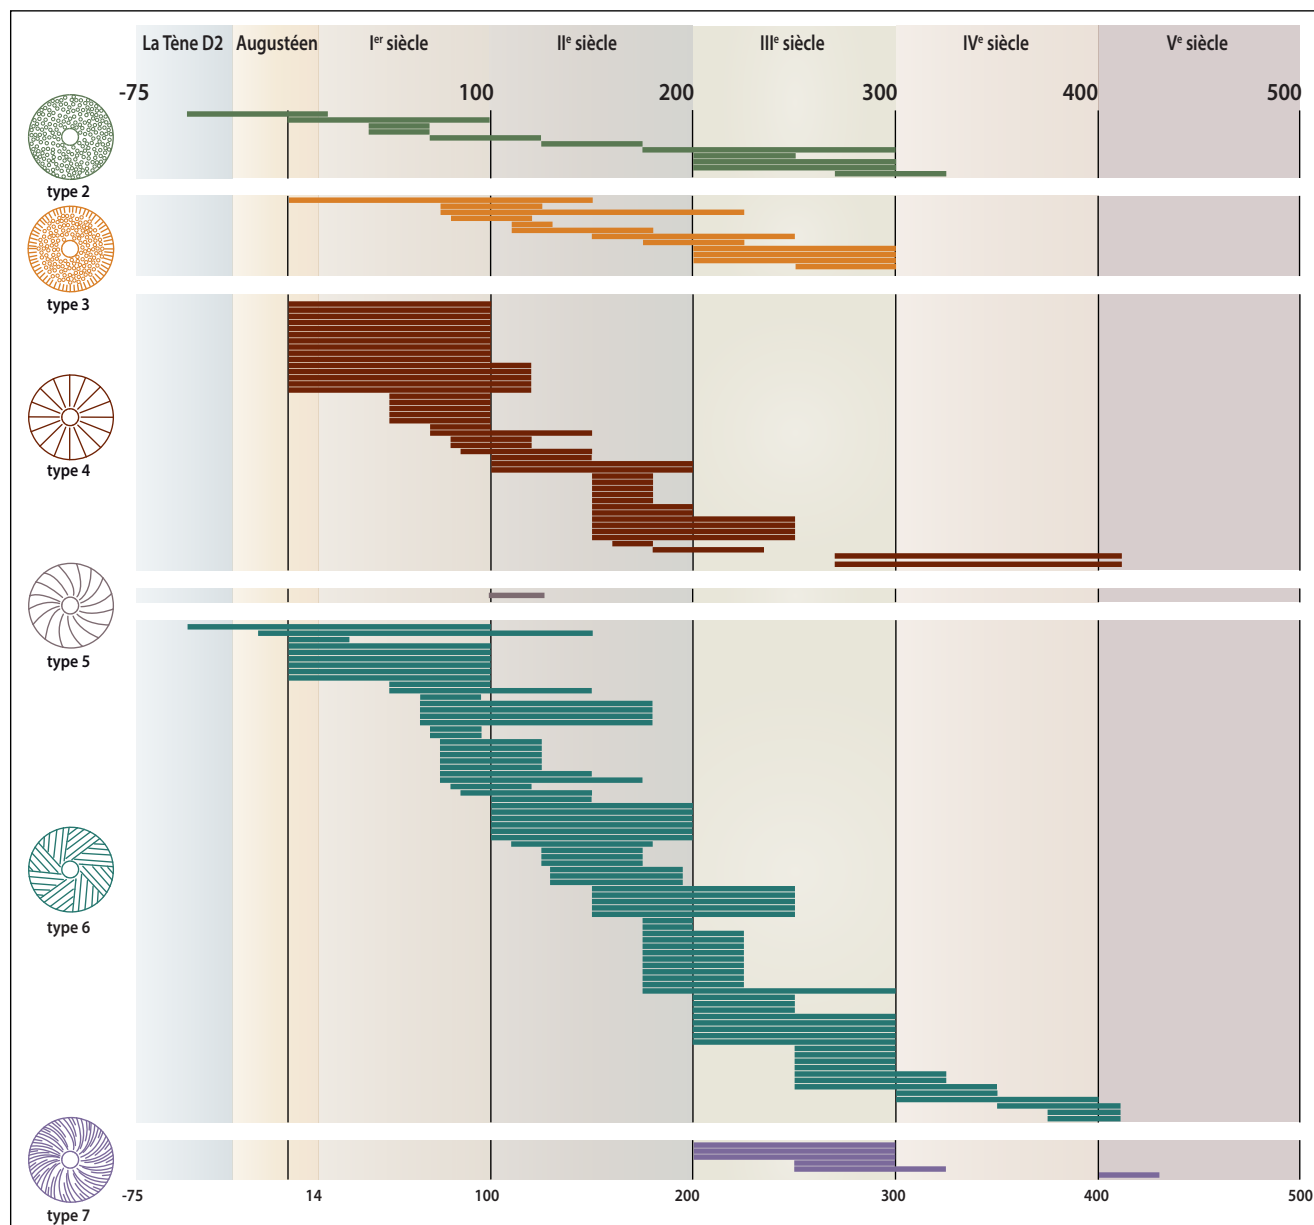 La Tène D2 Augustéen Ier siècle IIe siècle IIIe siècle IVe siècle Ve siècle
-75 100 200 300 400 500
type 2
type 3
type 4
type 5
type 6
type 7
-75 14 100 200 300 400 500